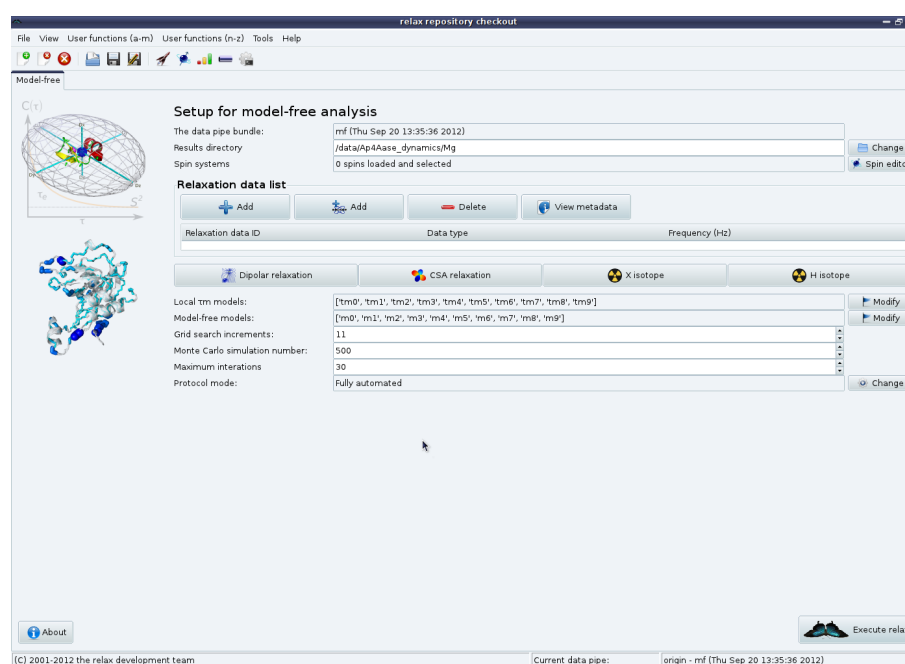 relax repository checkout
File View User functions (a-m) User functions (n-z) Tools Help
Model-free
C(τ)
Setup for model-free analysis
The data pipe bundle: mf (Thu Sep 20 13:35:36 2012)
Results directory /data/Ap4Aase_dynamics/Mg Change
Spin systems 0 spins loaded and selected Spin edito
τe S²
τ
Relaxation data list
Add Add Delete View metadata
Relaxation data ID Data type Frequency (Hz)
Dipolar relaxation CSA relaxation X isotope H isotope
Local τm models: ['tm0', 'tm1', 'tm2', 'tm3', 'tm4', 'tm5', 'tm6', 'tm7', 'tm8', 'tm9'] Modify
Model-free models: ['m0', 'm1', 'm2', 'm3', 'm4', 'm5', 'm6', 'm7', 'm8', 'm9'] Modify
Grid search increments: 11
Monte Carlo simulation number: 500
Maximum interations 30
Protocol mode: Fully automated Change
About Execute rela
(C) 2001-2012 the relax development team Current data pipe: origin - mf (Thu Sep 20 13:35:36 2012)